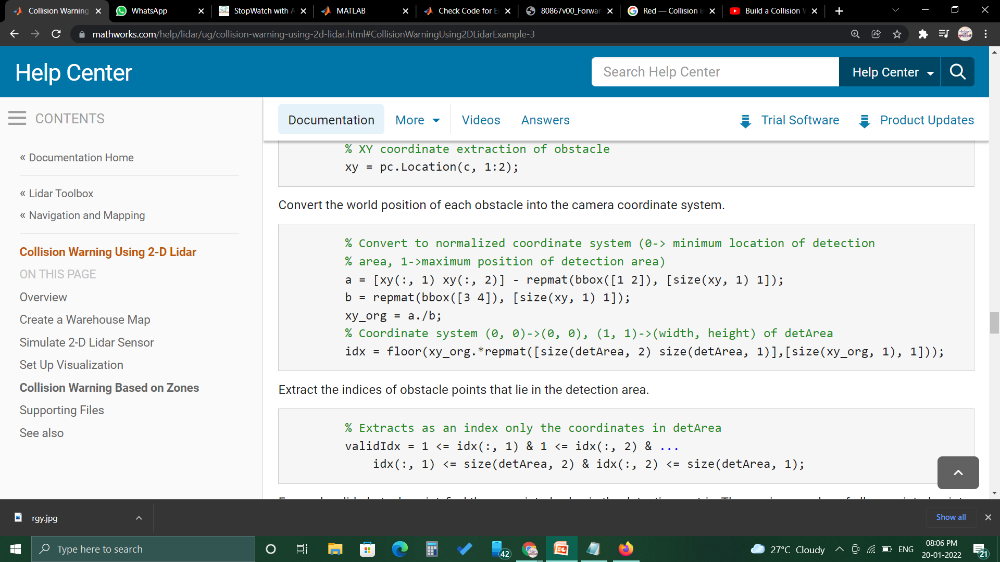 Collision Warning
WhatsApp
StopWatch with A
MATLAB
Check Code for E
80867v00_Forwar
Red — Collision is
Build a Collision W
mathworks.com/help/lidar/ug/collision-warning-using-2d-lidar.html#CollisionWarningUsing2DLidarExample-3
Help Center
Search Help Center
Help Center
CONTENTS
Documentation
More
Videos
Answers
Trial Software
Product Updates
« Documentation Home
« Lidar Toolbox
« Navigation and Mapping
Collision Warning Using 2-D Lidar
ON THIS PAGE
Overview
Create a Warehouse Map
Simulate 2-D Lidar Sensor
Set Up Visualization
Collision Warning Based on Zones
Supporting Files
See also
% XY coordinate extraction of obstacle
xy = pc.Location(c, 1:2);
Convert the world position of each obstacle into the camera coordinate system.
% Convert to normalized coordinate system (0-> minimum location of detection
% area, 1->maximum position of detection area)
a = [xy(:, 1) xy(:, 2)] - repmat(bbox([1 2]), [size(xy, 1) 1]);
b = repmat(bbox([3 4]), [size(xy, 1) 1]);
xy_org = a./b;
% Coordinate system (0, 0)->(0, 0), (1, 1)->(width, height) of detArea
idx = floor(xy_org.*repmat([size(detArea, 2) size(detArea, 1)],[size(xy_org, 1), 1]));
Extract the indices of obstacle points that lie in the detection area.
% Extracts as an index only the coordinates in detArea
validIdx = 1 <= idx(:, 1) & 1 <= idx(:, 2) & ...
idx(:, 1) <= size(detArea, 2) & idx(:, 2) <= size(detArea, 1);
rgy.jpg
Show all
Type here to search
42
27°C Cloudy
ENG
08:06 PM
20-01-2022
21